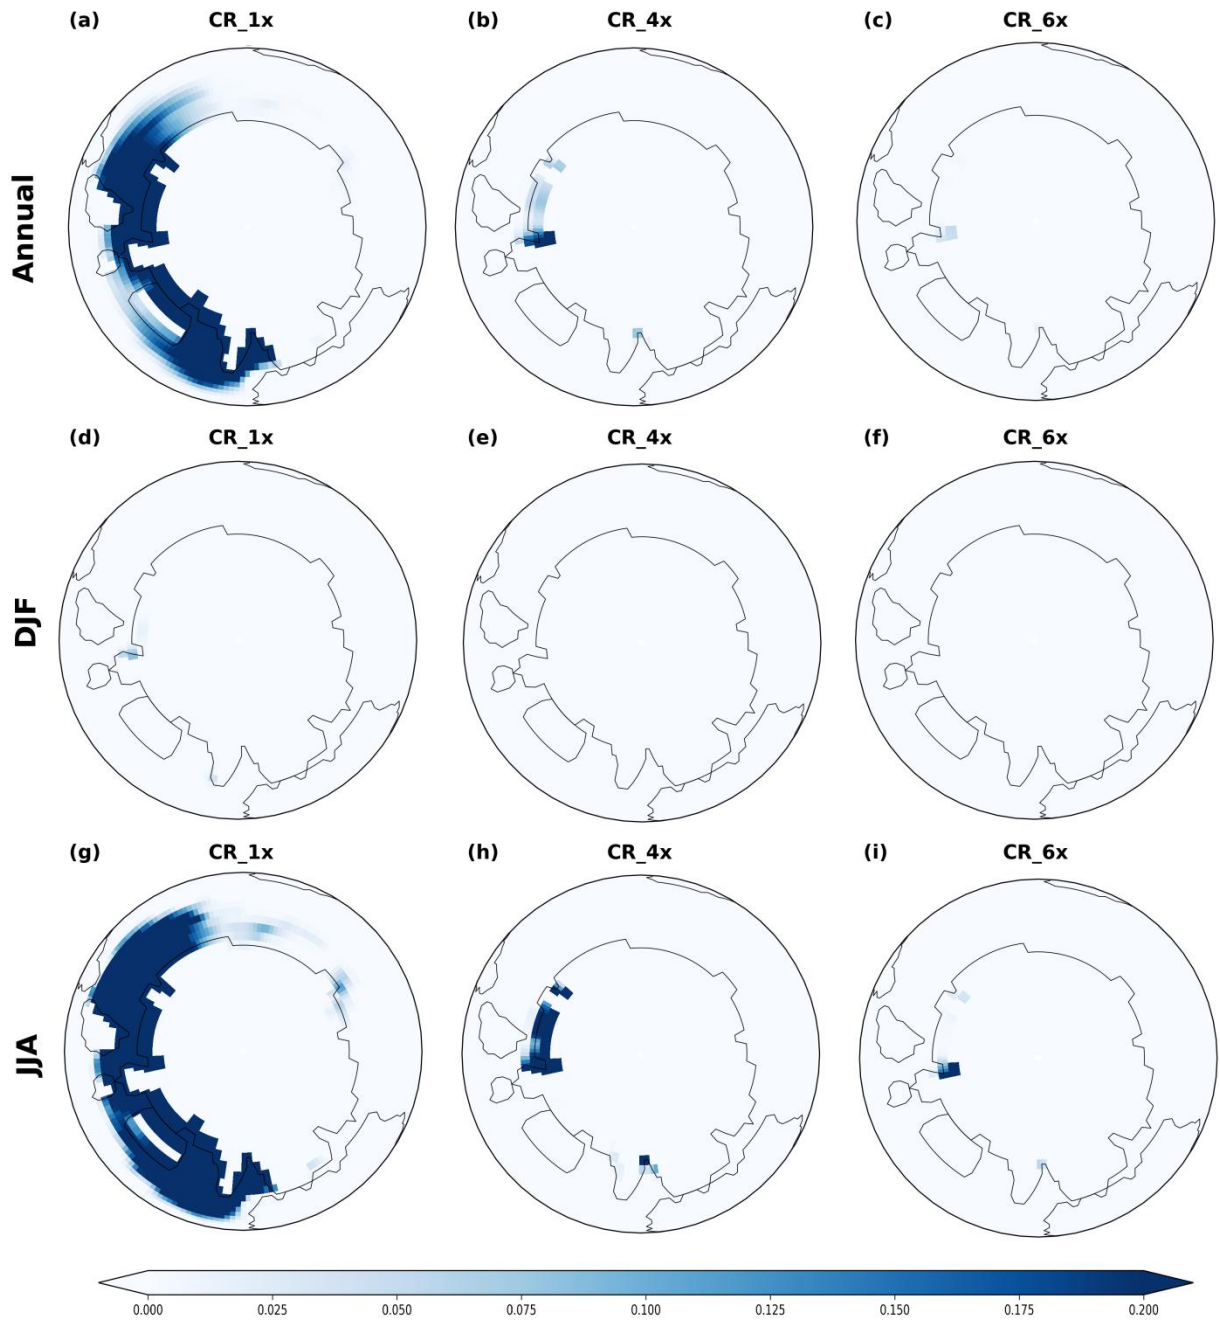 (a) CR_1x (b) CR_4x (c) CR_6x
Annual
(d) CR_1x (e) CR_4x (f) CR_6x
DJF
(g) CR_1x (h) CR_4x (i) CR_6x
JJA
0.000 0.025 0.050 0.075 0.100 0.125 0.150 0.175 0.200